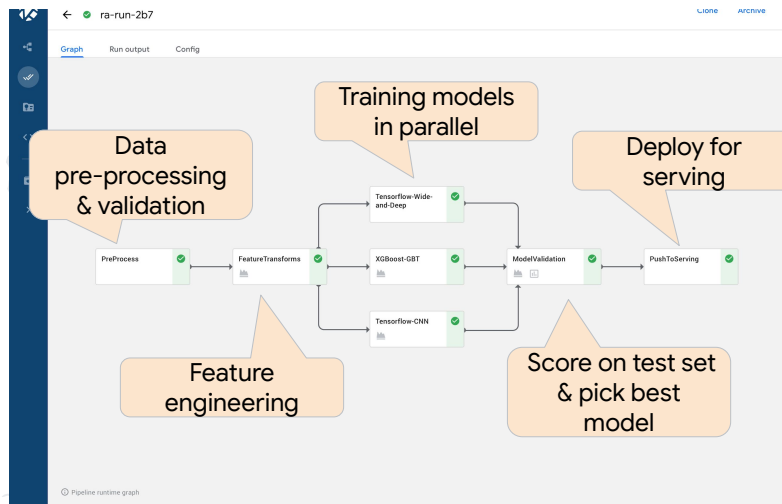 ra-run-2b7
Clone
Archive
Graph
Run output
Config
Training models
in parallel
Data
pre-processing
& validation
Deploy for
serving
Tensorflow-Wide-
and-Deep
PreProcess
FeatureTransforms
XGBoost-GBT
ModelValidation
PushToServing
Tensorflow-CNN
Feature
engineering
Score on test set
& pick best
model
Pipeline runtime graph